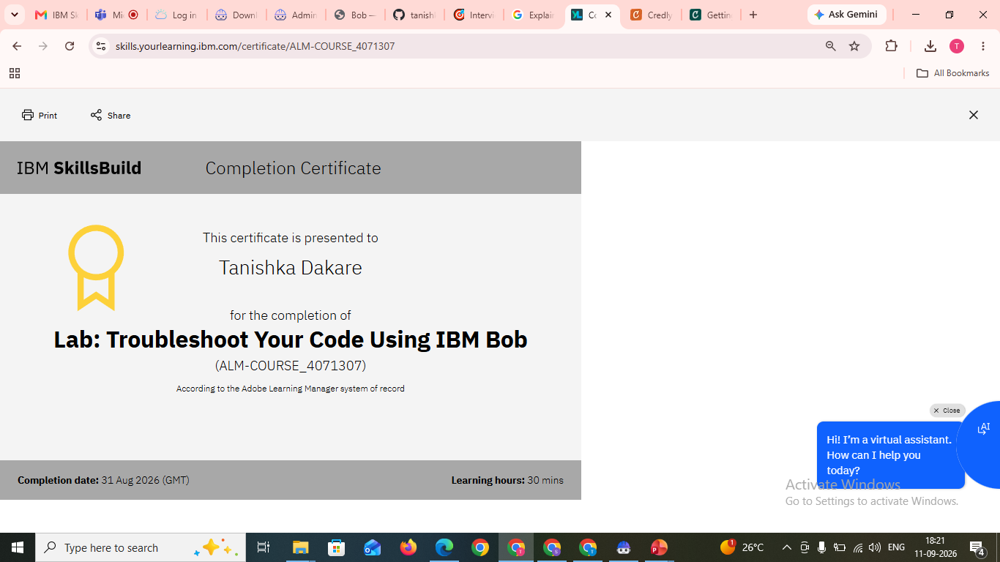 IBM Sk
Mi
Log in
Downl
Admin
Bob —
tanish
Intervi
Explai
Co
Credly
Gettin
Ask Gemini
skills.yourlearning.ibm.com/certificate/ALM-COURSE_4071307
T
All Bookmarks
Print
Share
IBM SkillsBuild
Completion Certificate
This certificate is presented to
Tanishka Dakare
for the completion of
Lab: Troubleshoot Your Code Using IBM Bob
(ALM-COURSE_4071307)
According to the Adobe Learning Manager system of record
Close
AI
Hi! I'm a virtual assistant.
How can I help you
today?
Completion date: 31 Aug 2026 (GMT)
Learning hours: 30 mins
Activate Windows
Go to Settings to activate Windows.
Type here to search
1
26°C
ENG
18:21
11-09-2026
4